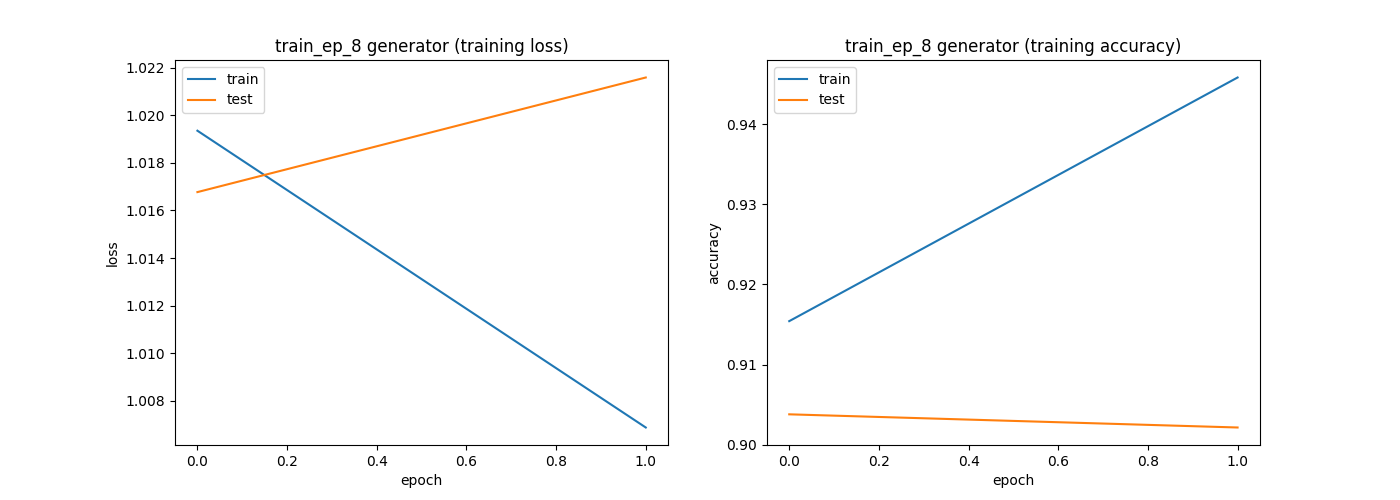 train_ep_8 generator (training loss)
train
test
1.022
1.020
1.018
1.016
1.014
1.012
1.010
1.008
loss
0.0 0.2 0.4 0.6 0.8 1.0
epoch
train_ep_8 generator (training accuracy)
train
test
0.94
0.93
0.92
0.91
0.90
accuracy
0.0 0.2 0.4 0.6 0.8 1.0
epoch